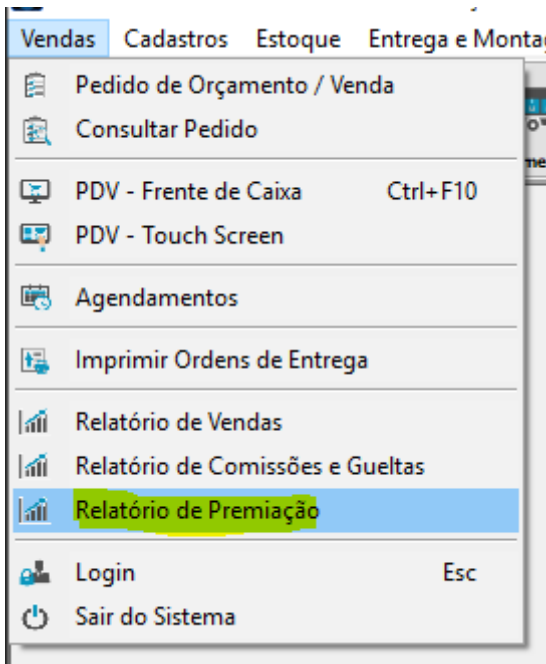 Vendas Cadastros Estoque Entrega e Monta
Pedido de Orçamento / Venda
Consultar Pedido
PDV - Frente de Caixa Ctrl+F10
PDV - Touch Screen
Agendamentos
Imprimir Ordens de Entrega
Relatório de Vendas
Relatório de Comissões e Gueltas
Relatório de Premiação
Login Esc
Sair do Sistema